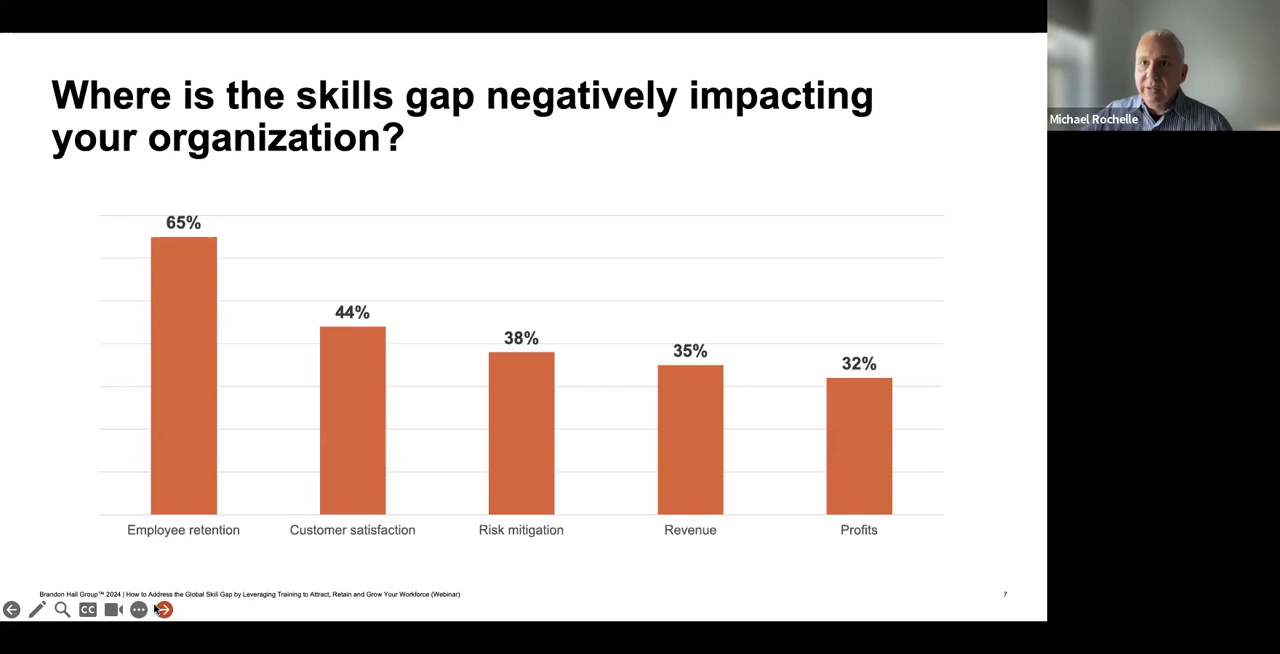 Where is the skills gap negatively impacting
your organization?
Michael Rochelle
65%
44%
38%
35%
32%
Employee retention
Customer satisfaction
Risk mitigation
Revenue
Profits
Brandon Hall Group™ 2024 | How to Address the Global Skill Gap by Leveraging Training to Attract, Retain and Grow Your Workforce (Webinar)
7
CC